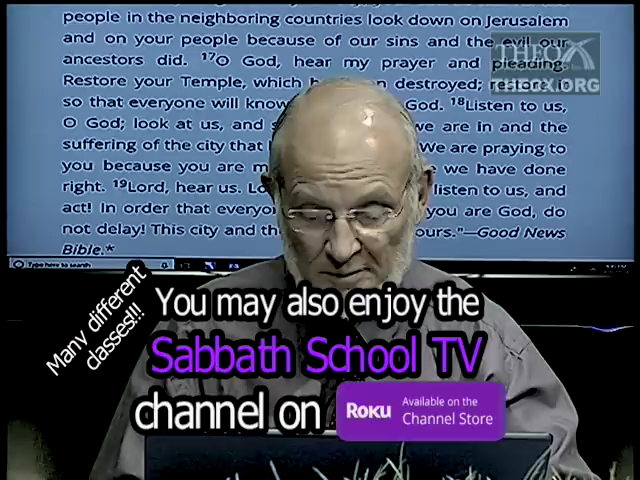 people in the neighboring countries look down on Jerusalem
and on your people because of our sins and the evil our
ancestors did. 17O God, hear my prayer and pleading.
Restore your Temple, which destroyed; restore it
so that everyone will know God. 18Listen to us,
O God; look at us, and we are in and the
suffering of the city that We are praying to
you because you are we have done
right. 19Lord, hear us. listen to us, and
act! In order that you are God, do
not delay! This city and ours."—Good News
Bible.*
THEOX
THEOX.ORG
Type here to search
Many different
classes!!!
You may also enjoy the
Sabbath School TV
channel on
Roku
Available on the
Channel Store